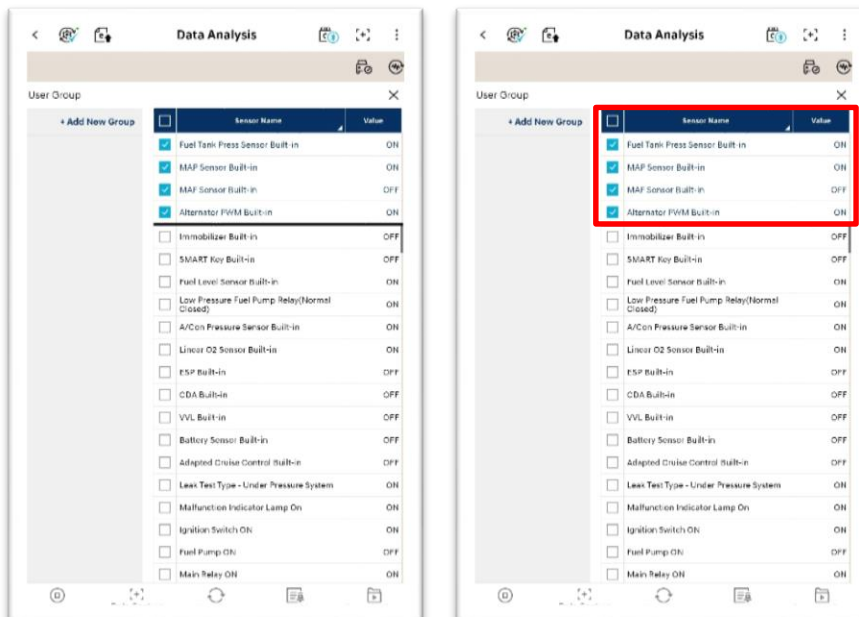 Data Analysis
User Group
+ Add New Group
Sensor Name Value
Fuel Tank Press Sensor Built-in ON
MAP Sensor Built-in ON
MAF Sensor Built-in OFF
Alternator PWM Built-in ON
Immobilizer Built-in OFF
SMART Key Built-in OFF
Fuel Level Sensor Built-in ON
Low Pressure Fuel Pump Relay(Normal
Closed) ON
A/Con Pressure Sensor Built-in ON
Linear O2 Sensor Built-in ON
ESP Built-in OFF
CDA Built-in OFF
VVL Built-in OFF
Battery Sensor Built-in OFF
Adapted Cruise Control Built-in OFF
Leak Test Type - Under Pressure System ON
Malfunction Indicator Lamp On ON
Ignition Switch ON ON
Fuel Pump ON OFF
Main Relay ON ON
Data Analysis
User Group
+ Add New Group
Sensor Name Value
Fuel Tank Press Sensor Built-in ON
MAP Sensor Built-in ON
MAF Sensor Built-in OFF
Alternator PWM Built-in ON
Immobilizer Built-in OFF
SMART Key Built-in OFF
Fuel Level Sensor Built-in ON
Low Pressure Fuel Pump Relay(Normal
Closed) ON
A/Con Pressure Sensor Built-in ON
Linear O2 Sensor Built-in ON
ESP Built-in OFF
CDA Built-in OFF
VVL Built-in OFF
Battery Sensor Built-in OFF
Adapted Cruise Control Built-in OFF
Leak Test Type - Under Pressure System ON
Malfunction Indicator Lamp On ON
Ignition Switch ON ON
Fuel Pump ON OFF
Main Relay ON ON